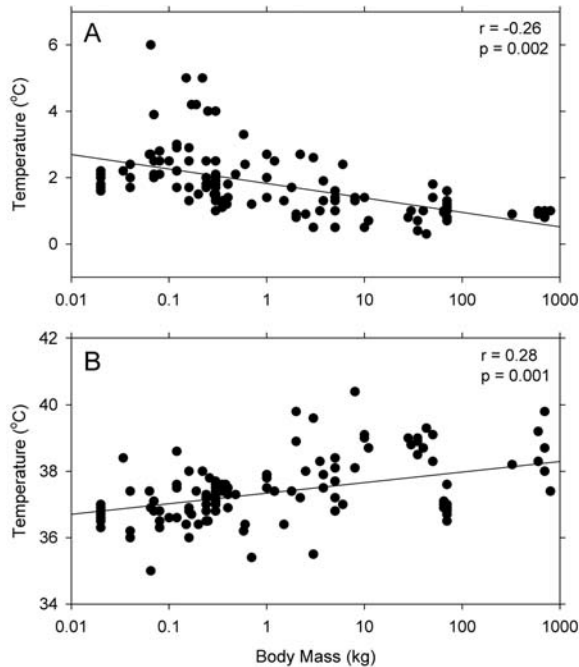 A
r = -0.26
p = 0.002
6
4
2
0
Temperature (°C)
0.01 0.1 1 10 100 1000
B
r = 0.28
p = 0.001
42
40
38
36
34
Temperature (°C)
0.01 0.1 1 10 100 1000
Body Mass (kg)